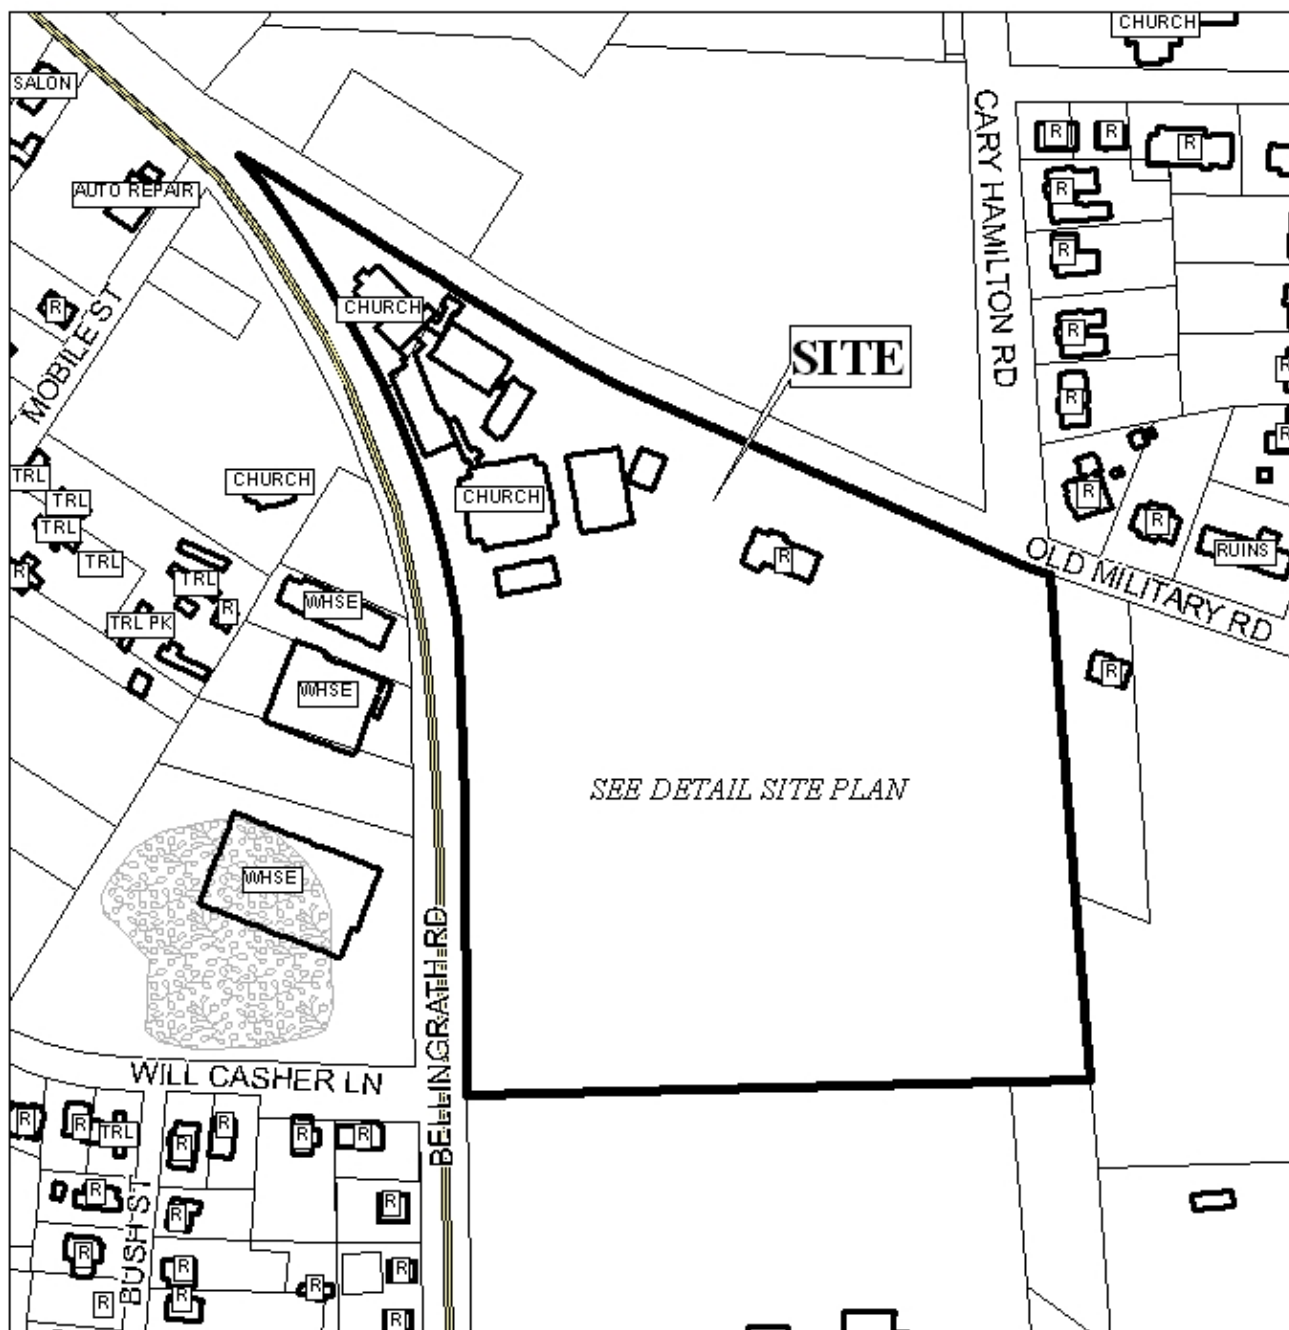 CHURCH
SALON
CARY HAMILTON RD
R
R
R
AUTO REPAIR
R
R
MOBILE ST
R
CHURCH
R
SITE
R
R
R
TRL
CHURCH
TRL
CHURCH
R
TRL
R
TRL
R
R
OLD MILITARY RD
RUINS
TRL
R
WHSE
TRL PK
R
WHSE
SEE DETAIL SITE PLAN
WHSE
BELLINGRATH RD
WILL CASHER LN
R
R
TRL
R
R
R
R
R
R
R
BUSH ST
R
R
R
R
R
R
R